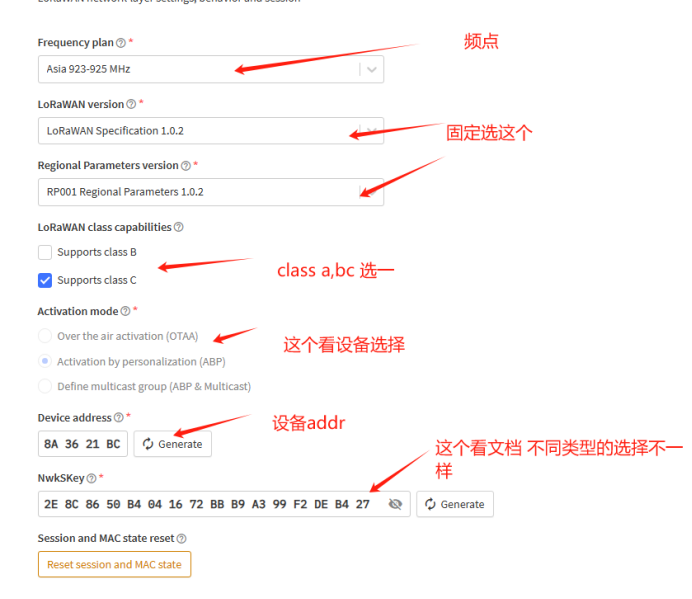 LoRaWAN network-layer settings, behavior and session
Frequency plan *
频点
Asia 923-925 MHz
LoRaWAN version *
LoRaWAN Specification 1.0.2
固定选这个
Regional Parameters version *
RP001 Regional Parameters 1.0.2
LoRaWAN class capabilities
Supports class B
Supports class C
class a,bc 选一
Activation mode *
Over the air activation (OTAA)
这个看设备选择
Activation by personalization (ABP)
Define multicast group (ABP & Multicast)
Device address *
设备addr
8A 36 21 BC
Generate
这个看文档 不同类型的选择不一
样
NwkSKey *
2E 8C 86 50 B4 04 16 72 BB B9 A3 99 F2 DE B4 27
Generate
Session and MAC state reset
Reset session and MAC state